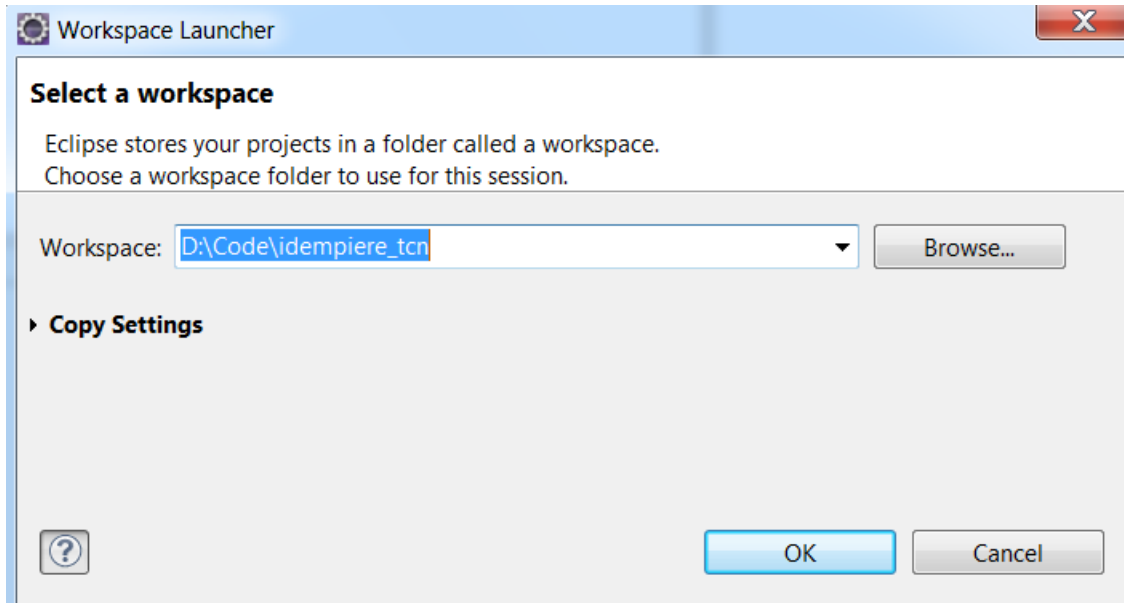 Workspace Launcher
X
Select a workspace
Eclipse stores your projects in a folder called a workspace.
Choose a workspace folder to use for this session.
Workspace: D:\Code\idempiere_tcn Browse...
Copy Settings
? OK Cancel